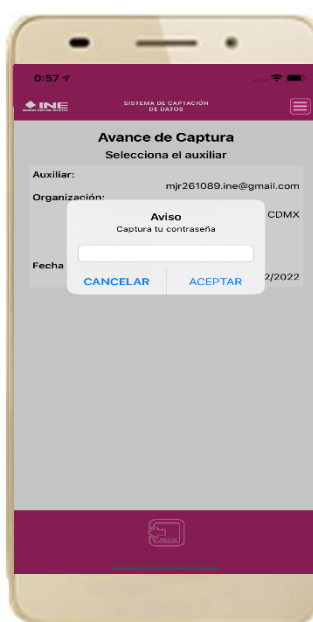 0:57
INE
SISTEMA DE CAPTACIÓN
DE DATOS
Avance de Captura
Selecciona el auxiliar
Auxiliar:
mjr261089.ine@gmail.com
Organización:
CDMX
Aviso
Captura tu contraseña
Fecha
2/2022
CANCELAR ACEPTAR